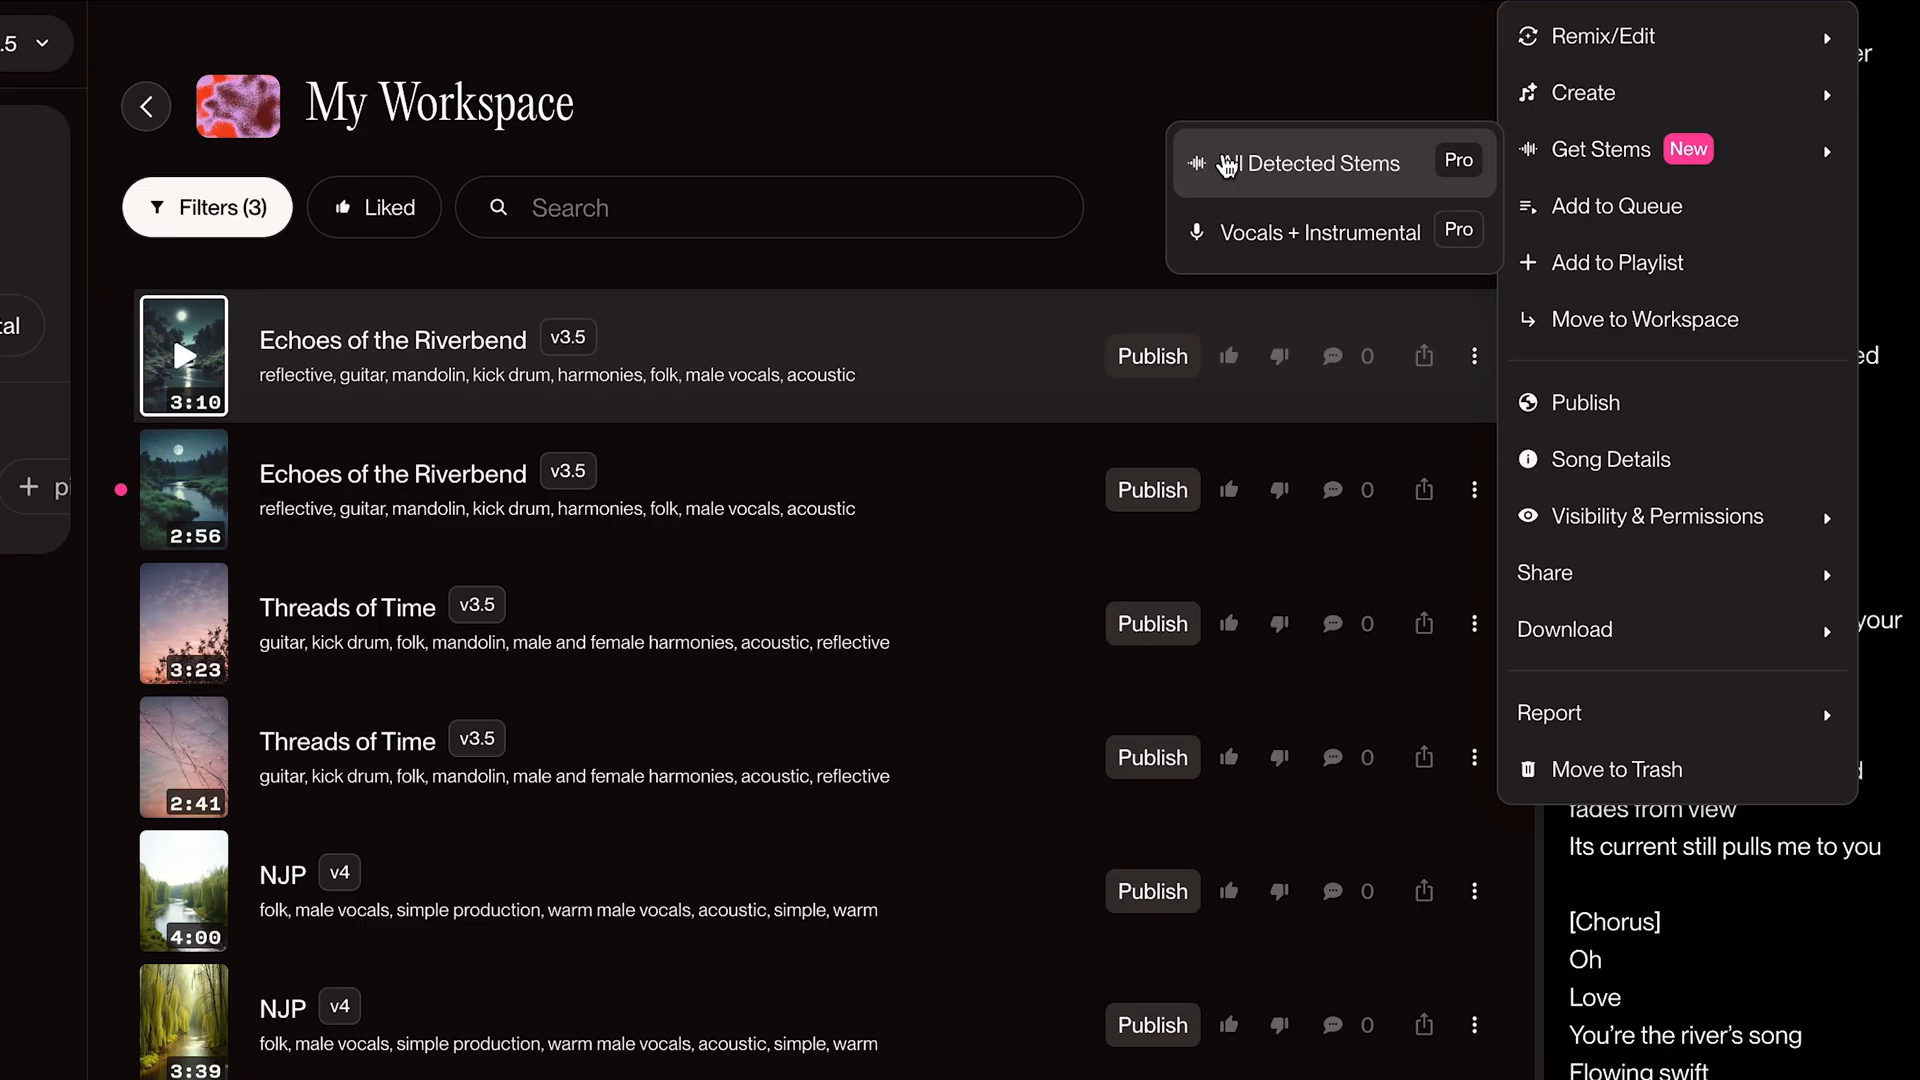 .5
My Workspace
Filters (3)
Liked
Search
tal
Echoes of the Riverbend v3.5
reflective, guitar, mandolin, kick drum, harmonies, folk, male vocals, acoustic
3:10
Publish
0
Echoes of the Riverbend v3.5
reflective, guitar, mandolin, kick drum, harmonies, folk, male vocals, acoustic
2:56
Publish
0
Threads of Time v3.5
guitar, kick drum, folk, mandolin, male and female harmonies, acoustic, reflective
3:23
Publish
0
Threads of Time v3.5
guitar, kick drum, folk, mandolin, male and female harmonies, acoustic, reflective
2:41
Publish
0
NJP v4
folk, male vocals, simple production, warm male vocals, acoustic, simple, warm
4:00
Publish
0
NJP v4
folk, male vocals, simple production, warm male vocals, acoustic, simple, warm
3:39
Publish
0
Detected Stems Pro
Vocals + Instrumental Pro
Remix/Edit
Create
Get Stems New
Add to Queue
Add to Playlist
Move to Workspace
Publish
Song Details
Visibility & Permissions
Share
Download
Report
Move to Trash
er
ed
your
fades from view
Its current still pulls me to you
[Chorus]
Oh
Love
You're the river's song
Flowing swift